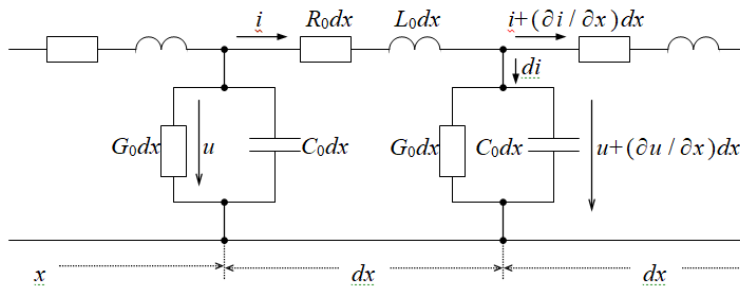 i R₀dx L₀dx i+(∂i / ∂x)dx
di
G₀dx u C₀dx G₀dx C₀dx u+(∂u / ∂x)dx
x dx dx